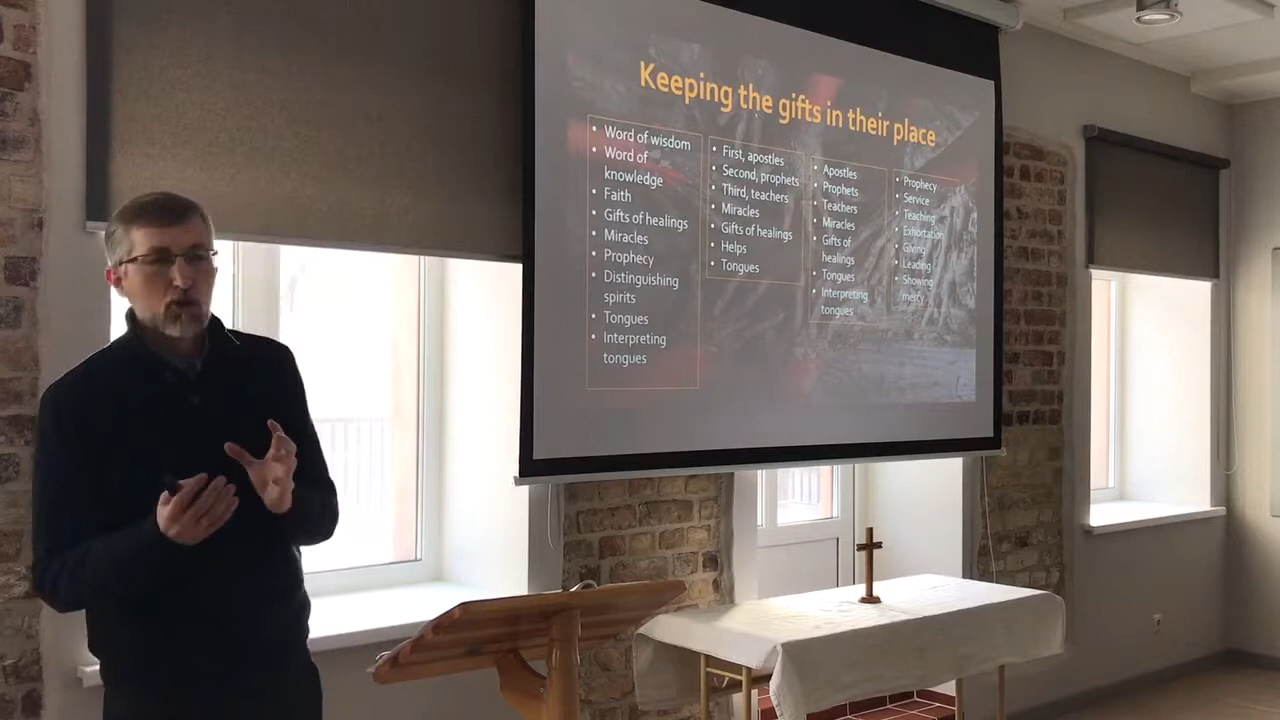 Keeping the gifts in their place
• Word of wisdom
• Word of
knowledge
• Faith
• Gifts of healings
• Miracles
• Prophecy
• Distinguishing
spirits
• Tongues
• Interpreting
tongues
• First, apostles
• Second, prophets
• Third, teachers
• Miracles
• Gifts of healings
• Helps
• Tongues
• Apostles
• Prophets
• Teachers
• Miracles
• Gifts of
healings
• Tongues
• Interpreting
tongues
• Prophecy
• Service
• Teaching
• Exhortation
• Giving
• Leading
• Showing
mercy